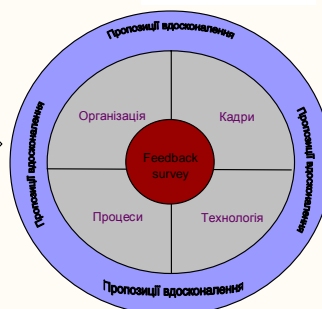 Пропозиції вдосконалення
Пропозиції вдосконалення
Пропозиції вдосконалення
Організація
Кадри
Feedback
survey
Процеси
Технологія
Пропозиції вдосконалення